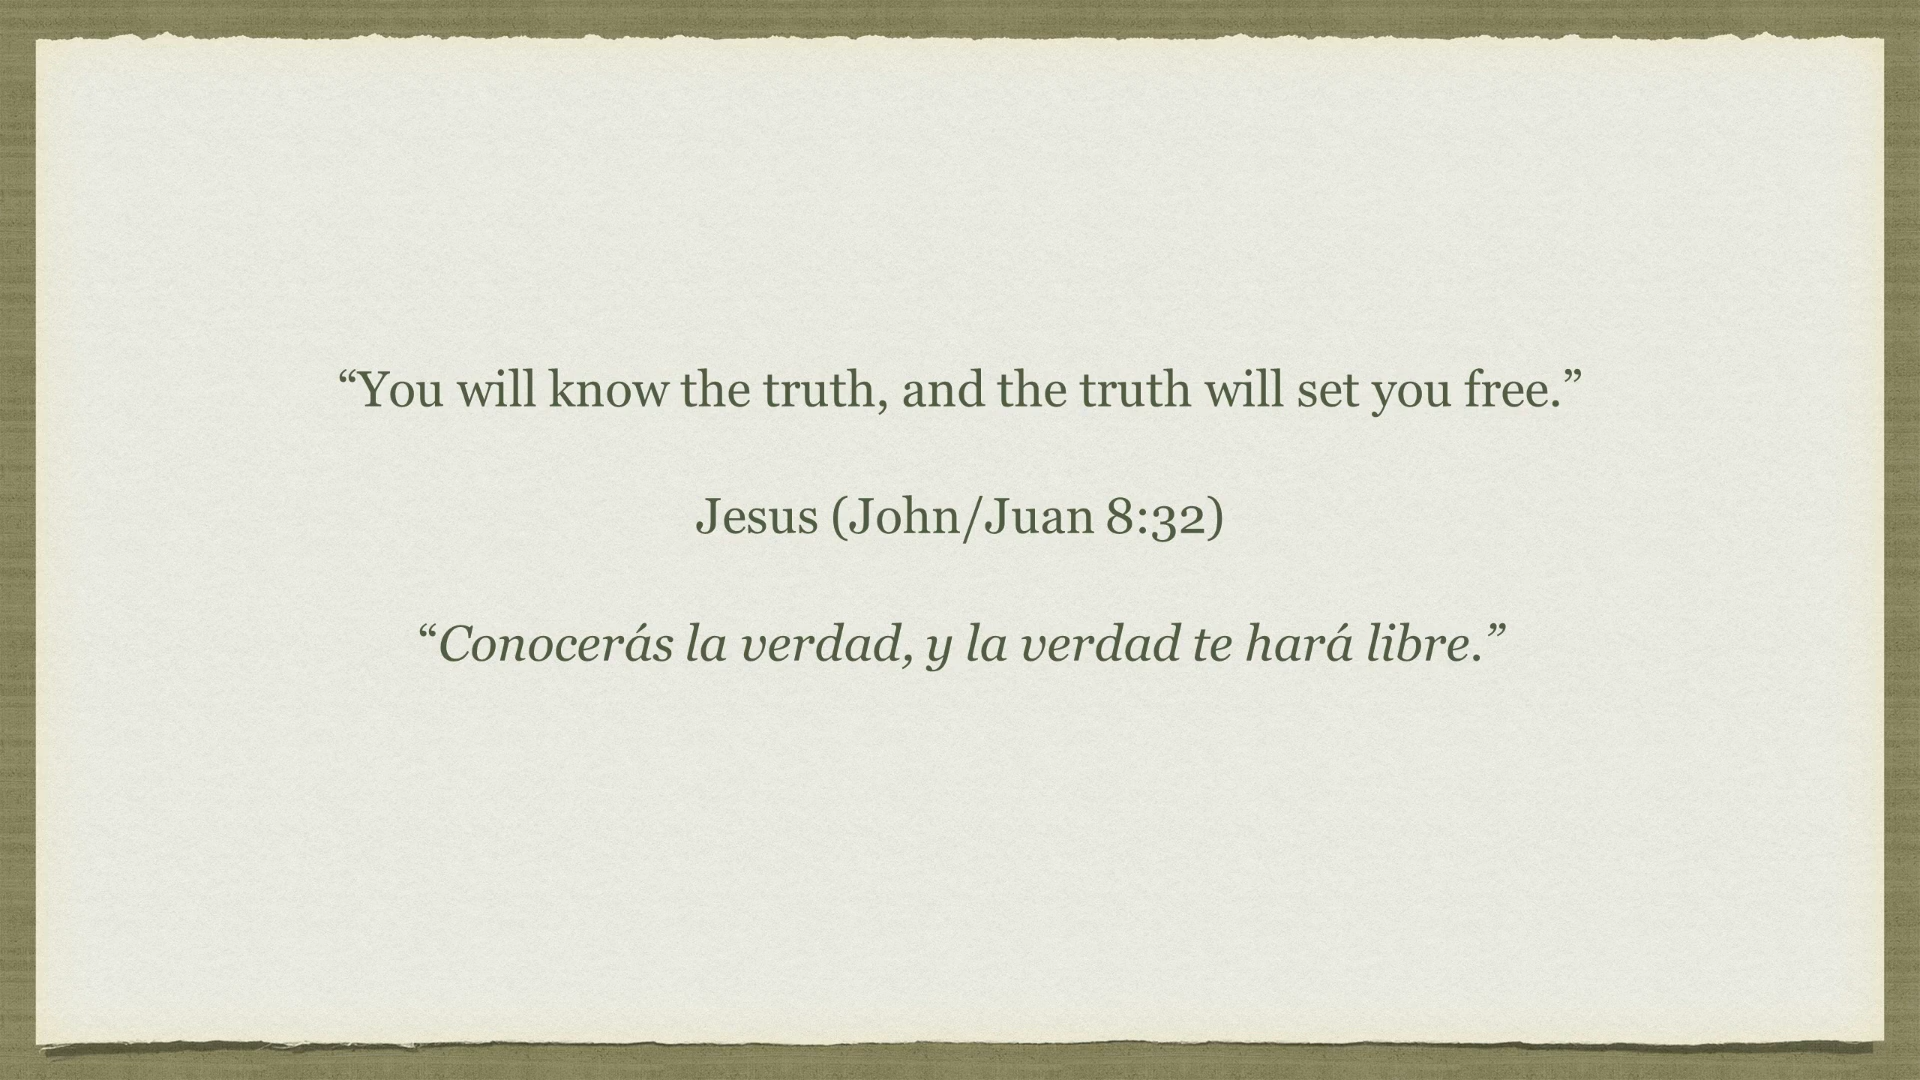 “You will know the truth, and the truth will set you free.”
Jesus (John/Juan 8:32)
“Conocerás la verdad, y la verdad te hará libre.”